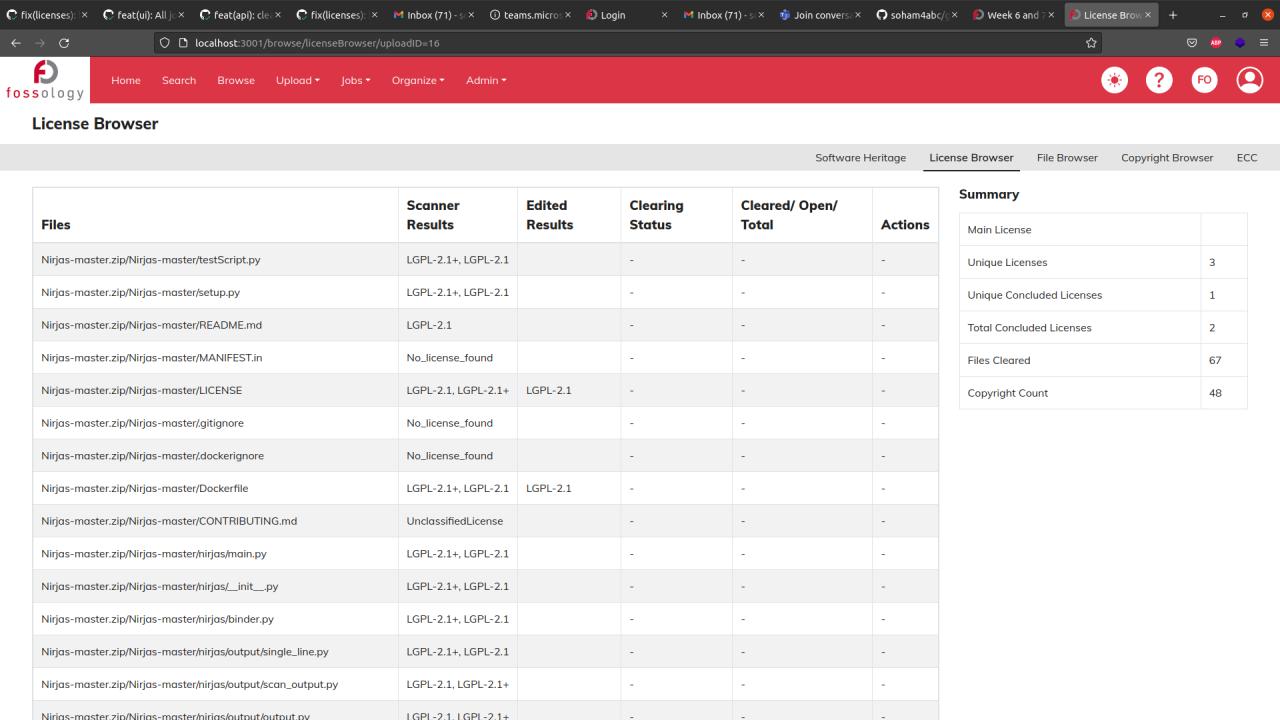 fix(licenses):
feat(ui): All j
feat(api): clea
fix(licenses):
Inbox (71) - s
teams.micros
Login
Inbox (71) - s
Join convers
soham4abc/
Week 6 and 7
License Brow
localhost:3001/browse/licenseBrowser/uploadID=16
ABP
fossology
Home Search Browse Upload Jobs Organize Admin
? FO
License Browser
Software Heritage License Browser File Browser Copyright Browser ECC
Files Scanner Results Edited Results Clearing Status Cleared/ Open/ Total Actions
Nirjas-master.zip/Nirjas-master/testScript.py LGPL-2.1+, LGPL-2.1 - - -
Nirjas-master.zip/Nirjas-master/setup.py LGPL-2.1+, LGPL-2.1 - - -
Nirjas-master.zip/Nirjas-master/README.md LGPL-2.1 - - -
Nirjas-master.zip/Nirjas-master/MANIFEST.in No_license_found - - -
Nirjas-master.zip/Nirjas-master/LICENSE LGPL-2.1, LGPL-2.1+ LGPL-2.1 - - -
Nirjas-master.zip/Nirjas-master/.gitignore No_license_found - - -
Nirjas-master.zip/Nirjas-master/.dockerignore No_license_found - - -
Nirjas-master.zip/Nirjas-master/Dockerfile LGPL-2.1+, LGPL-2.1 LGPL-2.1 - - -
Nirjas-master.zip/Nirjas-master/CONTRIBUTING.md UnclassifiedLicense - - -
Nirjas-master.zip/Nirjas-master/nirjas/main.py LGPL-2.1+, LGPL-2.1 - - -
Nirjas-master.zip/Nirjas-master/nirjas/__init__.py LGPL-2.1+, LGPL-2.1 - - -
Nirjas-master.zip/Nirjas-master/nirjas/binder.py LGPL-2.1+, LGPL-2.1 - - -
Nirjas-master.zip/Nirjas-master/nirjas/output/single_line.py LGPL-2.1+, LGPL-2.1 - - -
Nirjas-master.zip/Nirjas-master/nirjas/output/scan_output.py LGPL-2.1, LGPL-2.1+ - - -
Nirjas-master.zip/Nirjas-master/nirjas/output/output.py LGPL-2.1, LGPL-2.1+ - - -
Summary
Main License
Unique Licenses 3
Unique Concluded Licenses 1
Total Concluded Licenses 2
Files Cleared 67
Copyright Count 48